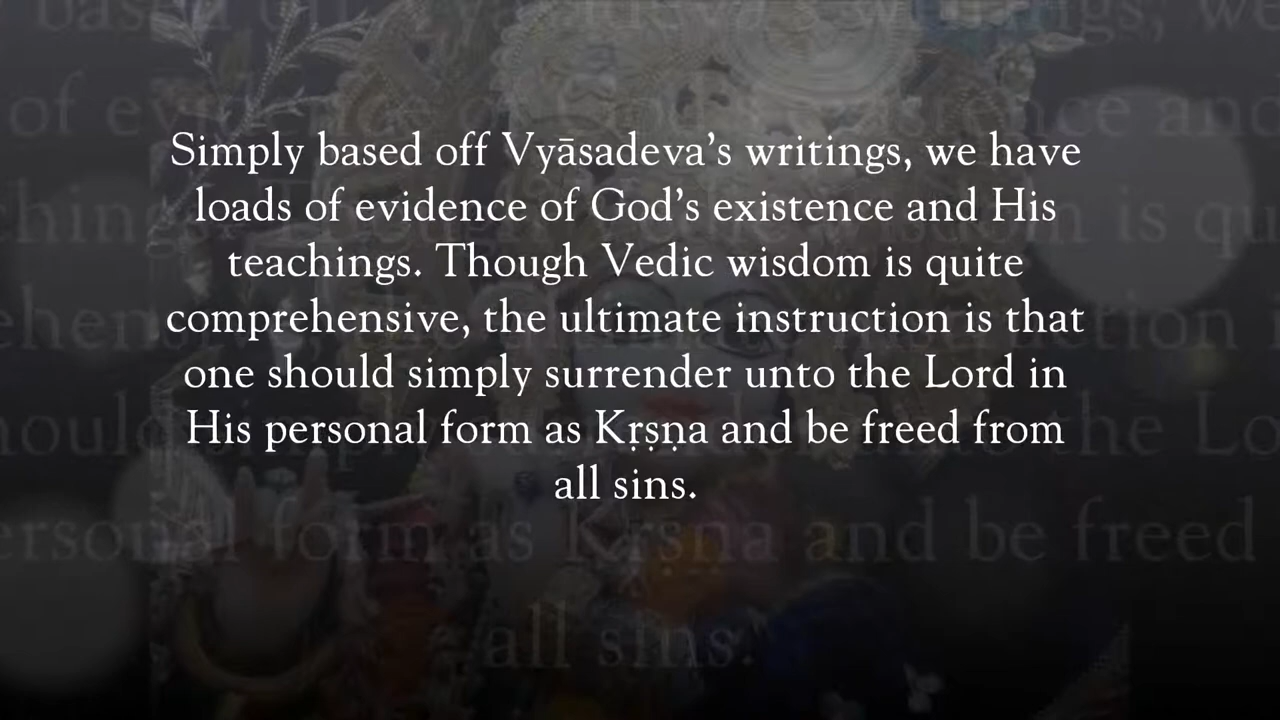 Simply based off Vyāsadeva’s writings, we have
loads of evidence of God’s existence and His
teachings. Though Vedic wisdom is quite
comprehensive, the ultimate instruction is that
one should simply surrender unto the Lord in
His personal form as Kṛṣṇa and be freed from
all sins.